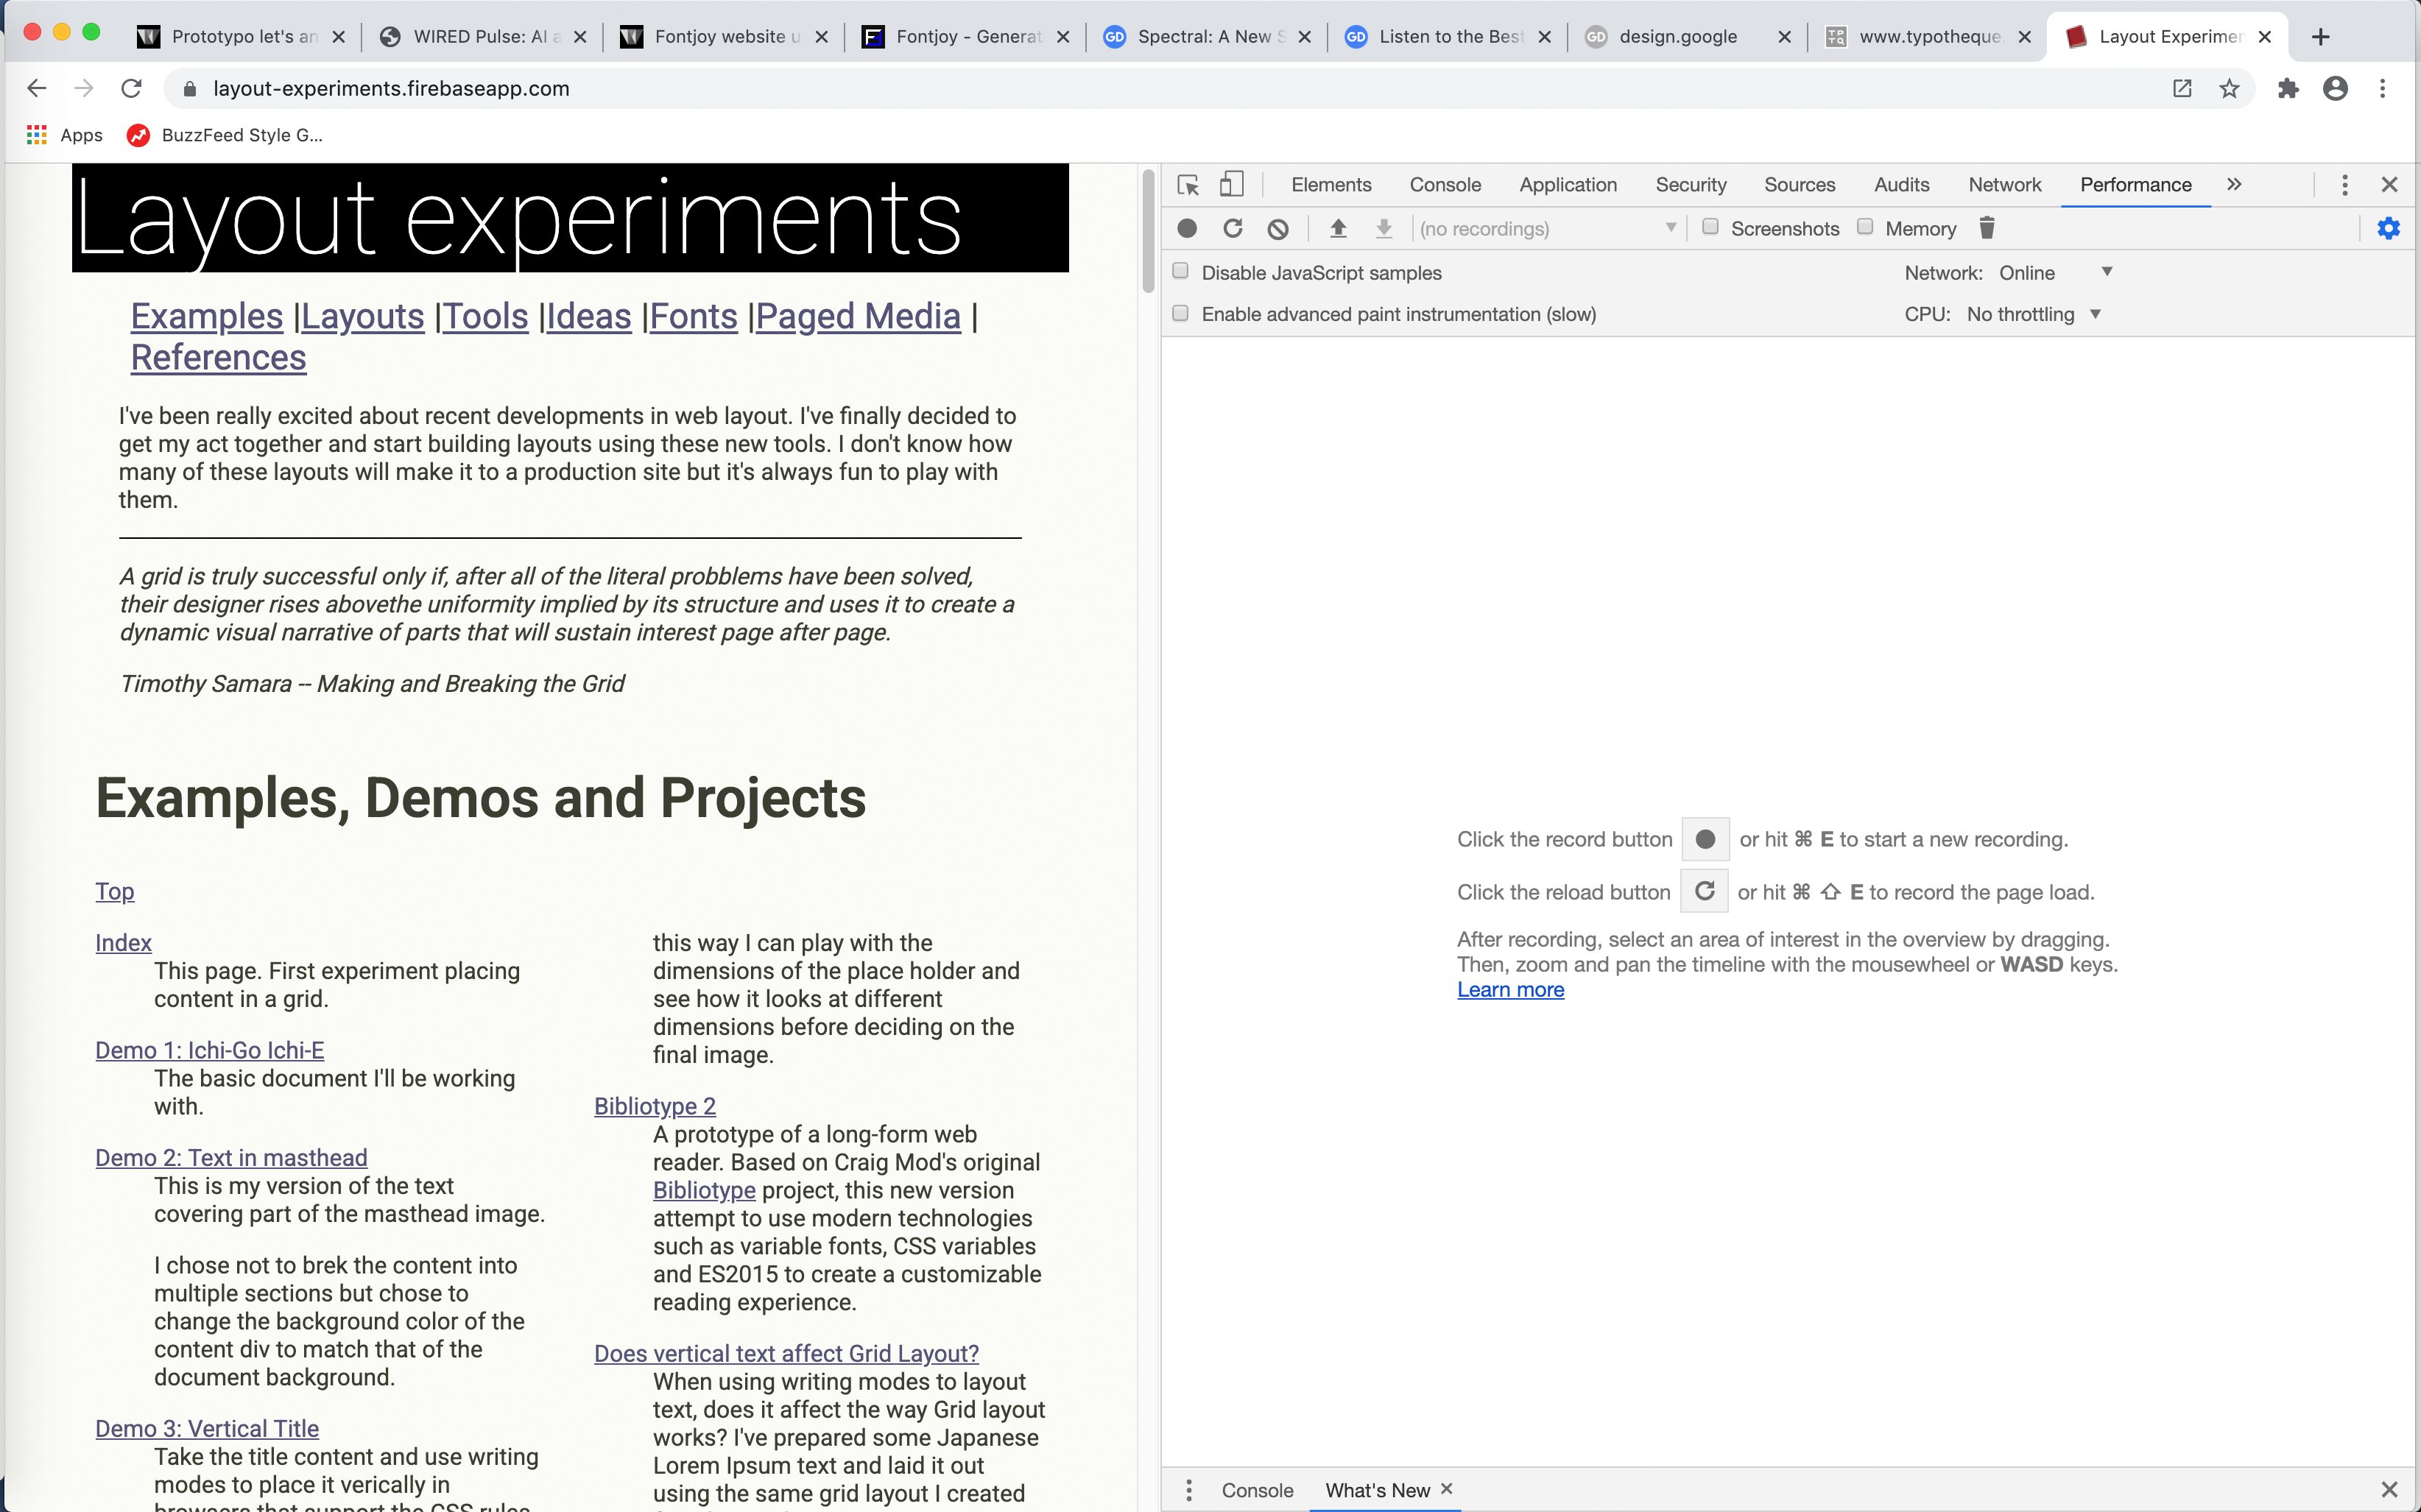 Prototypo let's an
WIRED Pulse: AI a
Fontjoy website u
Fontjoy - Generat
GD Spectral: A New S
GD Listen to the Best
GD design.google
TP TQ www.typotheque.
Layout Experimen
layout-experiments.firebaseapp.com
Apps
BuzzFeed Style G...
Layout experiments
Examples |Layouts |Tools |Ideas |Fonts |Paged Media |
References
I've been really excited about recent developments in web layout. I've finally decided to
get my act together and start building layouts using these new tools. I don't know how
many of these layouts will make it to a production site but it's always fun to play with
them.
A grid is truly successful only if, after all of the literal probblems have been solved,
their designer rises abovethe uniformity implied by its structure and uses it to create a
dynamic visual narrative of parts that will sustain interest page after page.
Timothy Samara -- Making and Breaking the Grid
Examples, Demos and Projects
Top
Index
This page. First experiment placing
content in a grid.
Demo 1: Ichi-Go Ichi-E
The basic document I'll be working
with.
Demo 2: Text in masthead
This is my version of the text
covering part of the masthead image.
I chose not to brek the content into
multiple sections but chose to
change the background color of the
content div to match that of the
document background.
Demo 3: Vertical Title
Take the title content and use writing
modes to place it verically in
browsers that support the CSS rules
this way I can play with the
dimensions of the place holder and
see how it looks at different
dimensions before deciding on the
final image.
Bibliotype 2
A prototype of a long-form web
reader. Based on Craig Mod's original
Bibliotype project, this new version
attempt to use modern technologies
such as variable fonts, CSS variables
and ES2015 to create a customizable
reading experience.
Does vertical text affect Grid Layout?
When using writing modes to layout
text, does it affect the way Grid layout
works? I've prepared some Japanese
Lorem Ipsum text and laid it out
using the same grid layout I created
Elements Console Application Security Sources Audits Network Performance
(no recordings) Screenshots Memory
Disable JavaScript samples
Network: Online
Enable advanced paint instrumentation (slow)
CPU: No throttling
Click the record button or hit ⌘ E to start a new recording.
Click the reload button or hit ⌘ ⇧ E to record the page load.
After recording, select an area of interest in the overview by dragging.
Then, zoom and pan the timeline with the mousewheel or WASD keys.
Learn more
Console What's New